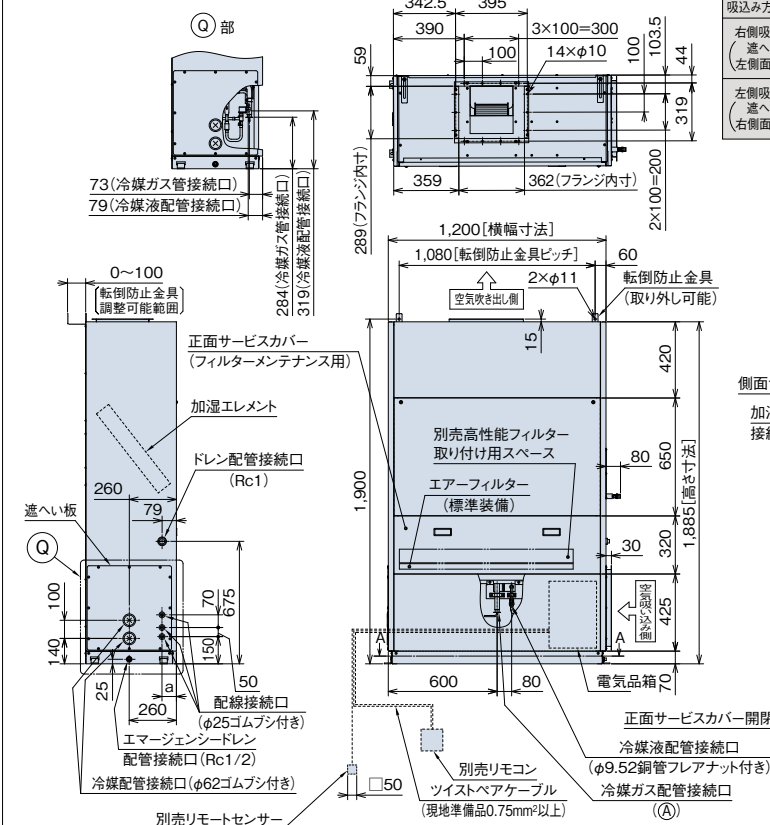 Q 部
73(冷媒ガス管接続口)
79(冷媒液配管接続口)
284(冷媒ガス管接続口)
319(冷媒液配管接続口)
342.5
395
390
3×100=300
100
14×φ10
59
100
103.5
44
319
289(フランジ内寸)
359
362(フランジ内寸)
2×100=200
吸込み方
右側吸
遮へ
左側面
左側吸
遮へ
右側面
0〜100
転倒防止金具
調整可能範囲
正面サービスカバー
(フィルターメンテナンス用)
加湿エレメント
ドレン配管接続口
(Rc1)
260
79
遮へい板
Q
100
140
25
a
260
70
150
675
50
配線接続口
(φ25ゴムブシ付き)
エマージェンシードレン
配管接続口(Rc1/2)
冷媒配管接続口(φ62ゴムブシ付き)
1,200[横幅寸法]
1,080[転倒防止金具ピッチ]
60
2×φ11
転倒防止金具
(取り外し可能)
空気吹き出し側
15
420
650
80
1,885[高さ寸法]
1,900
別売高性能フィルター
取り付け用スペース
エアーフィルター
(標準装備)
320
30
空気吸い込み側
425
A
A
600
80
電気品箱
70
側面
加湿
接続
正面サービスカバー開閉
冷媒液配管接続口
(φ9.52銅管フレアナット付き)
冷媒ガス配管接続口
(Ⓐ)
□50
別売リモコン
ツイストペアケーブル
(現地準備品0.75mm²以上)
別売リモートセンサー